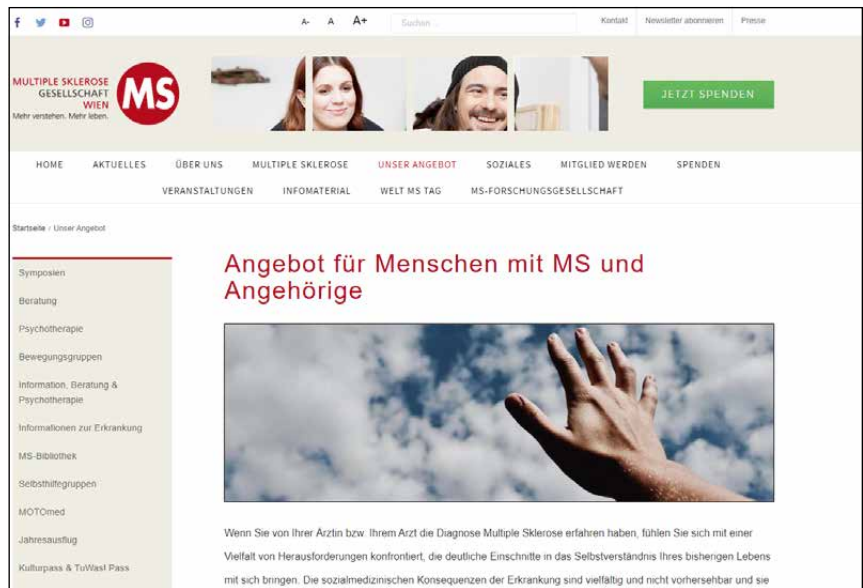 A- A A+ Suchen ... Kontakt Newsletter abonnieren Presse
MULTIPLE SKLEROSE
GESELLSCHAFT
WIEN
Mehr verstehen. Mehr leben.
MS
JETZT SPENDEN
HOME AKTUELLES ÜBER UNS MULTIPLE SKLEROSE UNSER ANGEBOT SOZIALES MITGLIED WERDEN SPENDEN
VERANSTALTUNGEN INFOMATERIAL WELT MS TAG MS-FORSCHUNGSGESELLSCHAFT
Startseite / Unser Angebot
Symposien
Beratung
Psychotherapie
Bewegungsgruppen
Information, Beratung &
Psychotherapie
Informationen zur Erkrankung
MS-Bibliothek
Selbsthilfegruppen
MOTOmed
Jahresausflug
Kulturpass & TuWasl Pass
Angebot für Menschen mit MS und
Angehörige
Wenn Sie von Ihrer Ärztin bzw. Ihrem Arzt die Diagnose Multiple Sklerose erfahren haben, fühlen Sie sich mit einer
Vielfalt von Herausforderungen konfrontiert, die deutliche Einschnitte in das Selbstverständnis Ihres bisherigen Lebens
mit sich bringen. Die sozialmedizinischen Konsequenzen der Erkrankung sind vielfältig und nicht vorhersehbar und sie